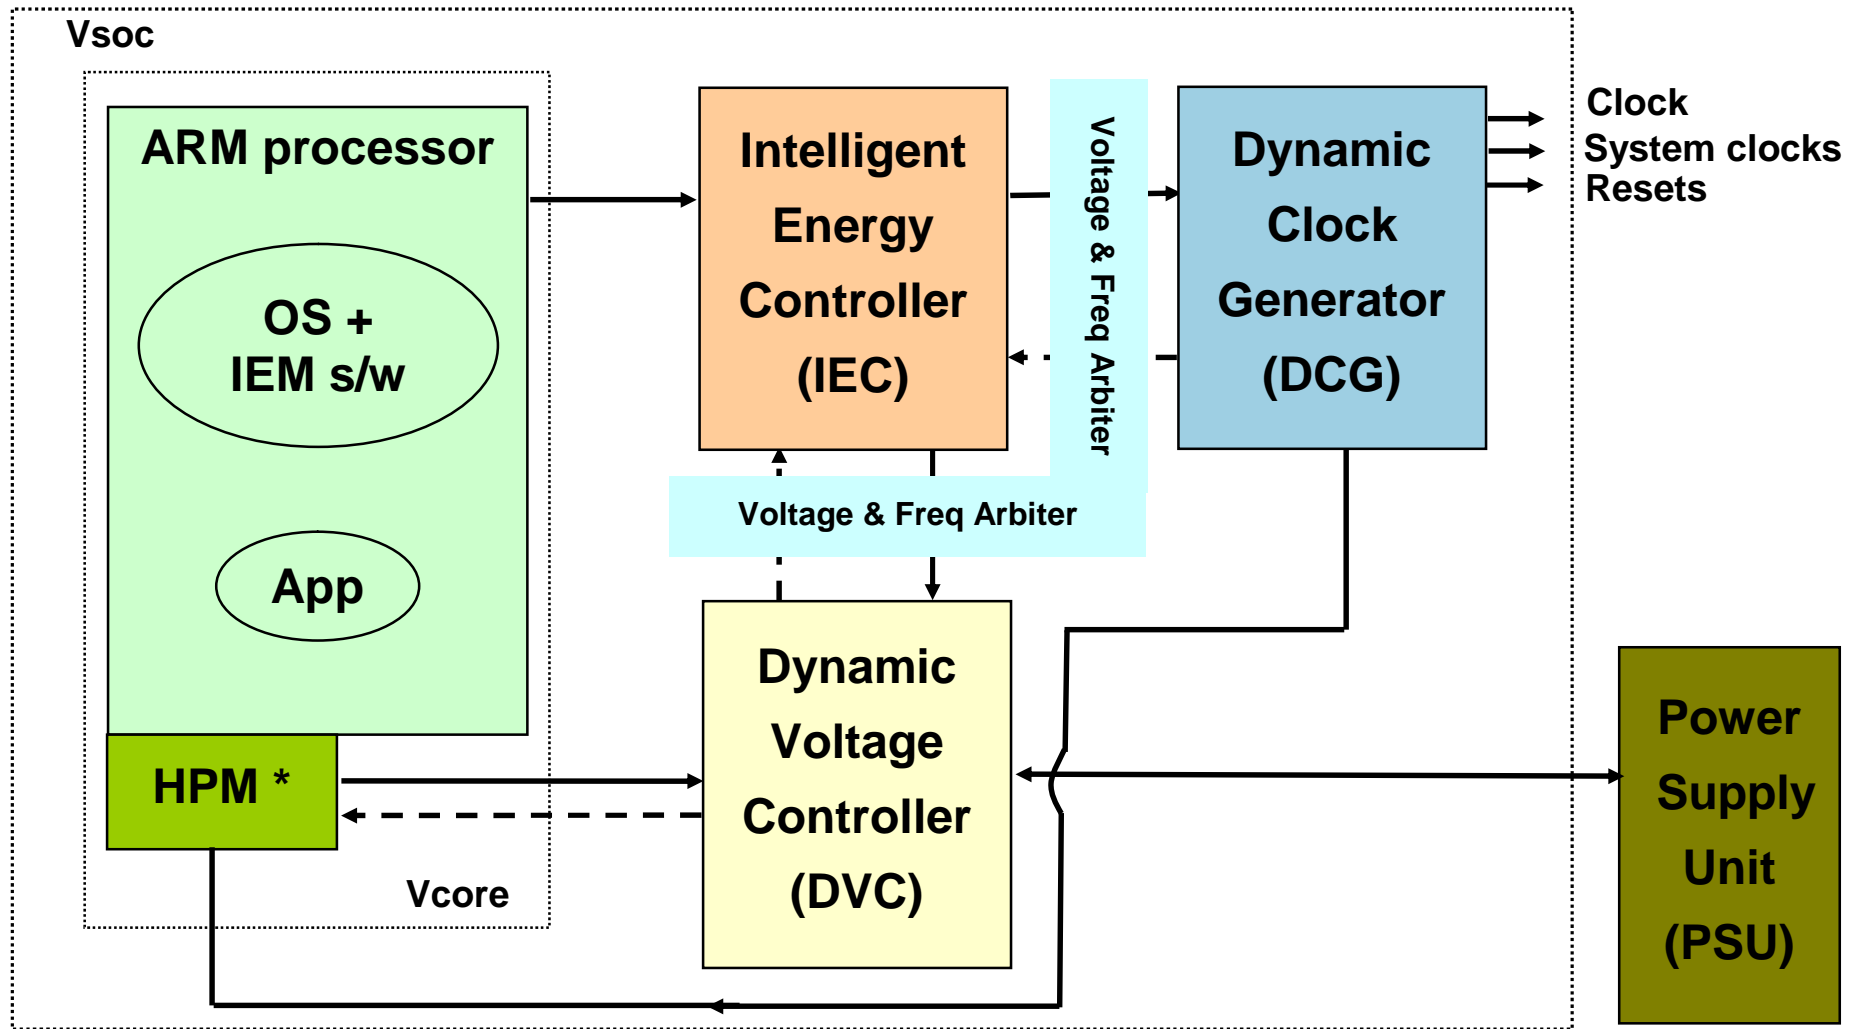 Vsoc
ARM processor
OS +
IEM s/w
App
HPM *
Vcore
Intelligent
Energy
Controller
(IEC)
Voltage & Freq Arbiter
Voltage & Freq Arbiter
Dynamic
Clock
Generator
(DCG)
Clock
System clocks
Resets
Dynamic
Voltage
Controller
(DVC)
Power
Supply
Unit
(PSU)